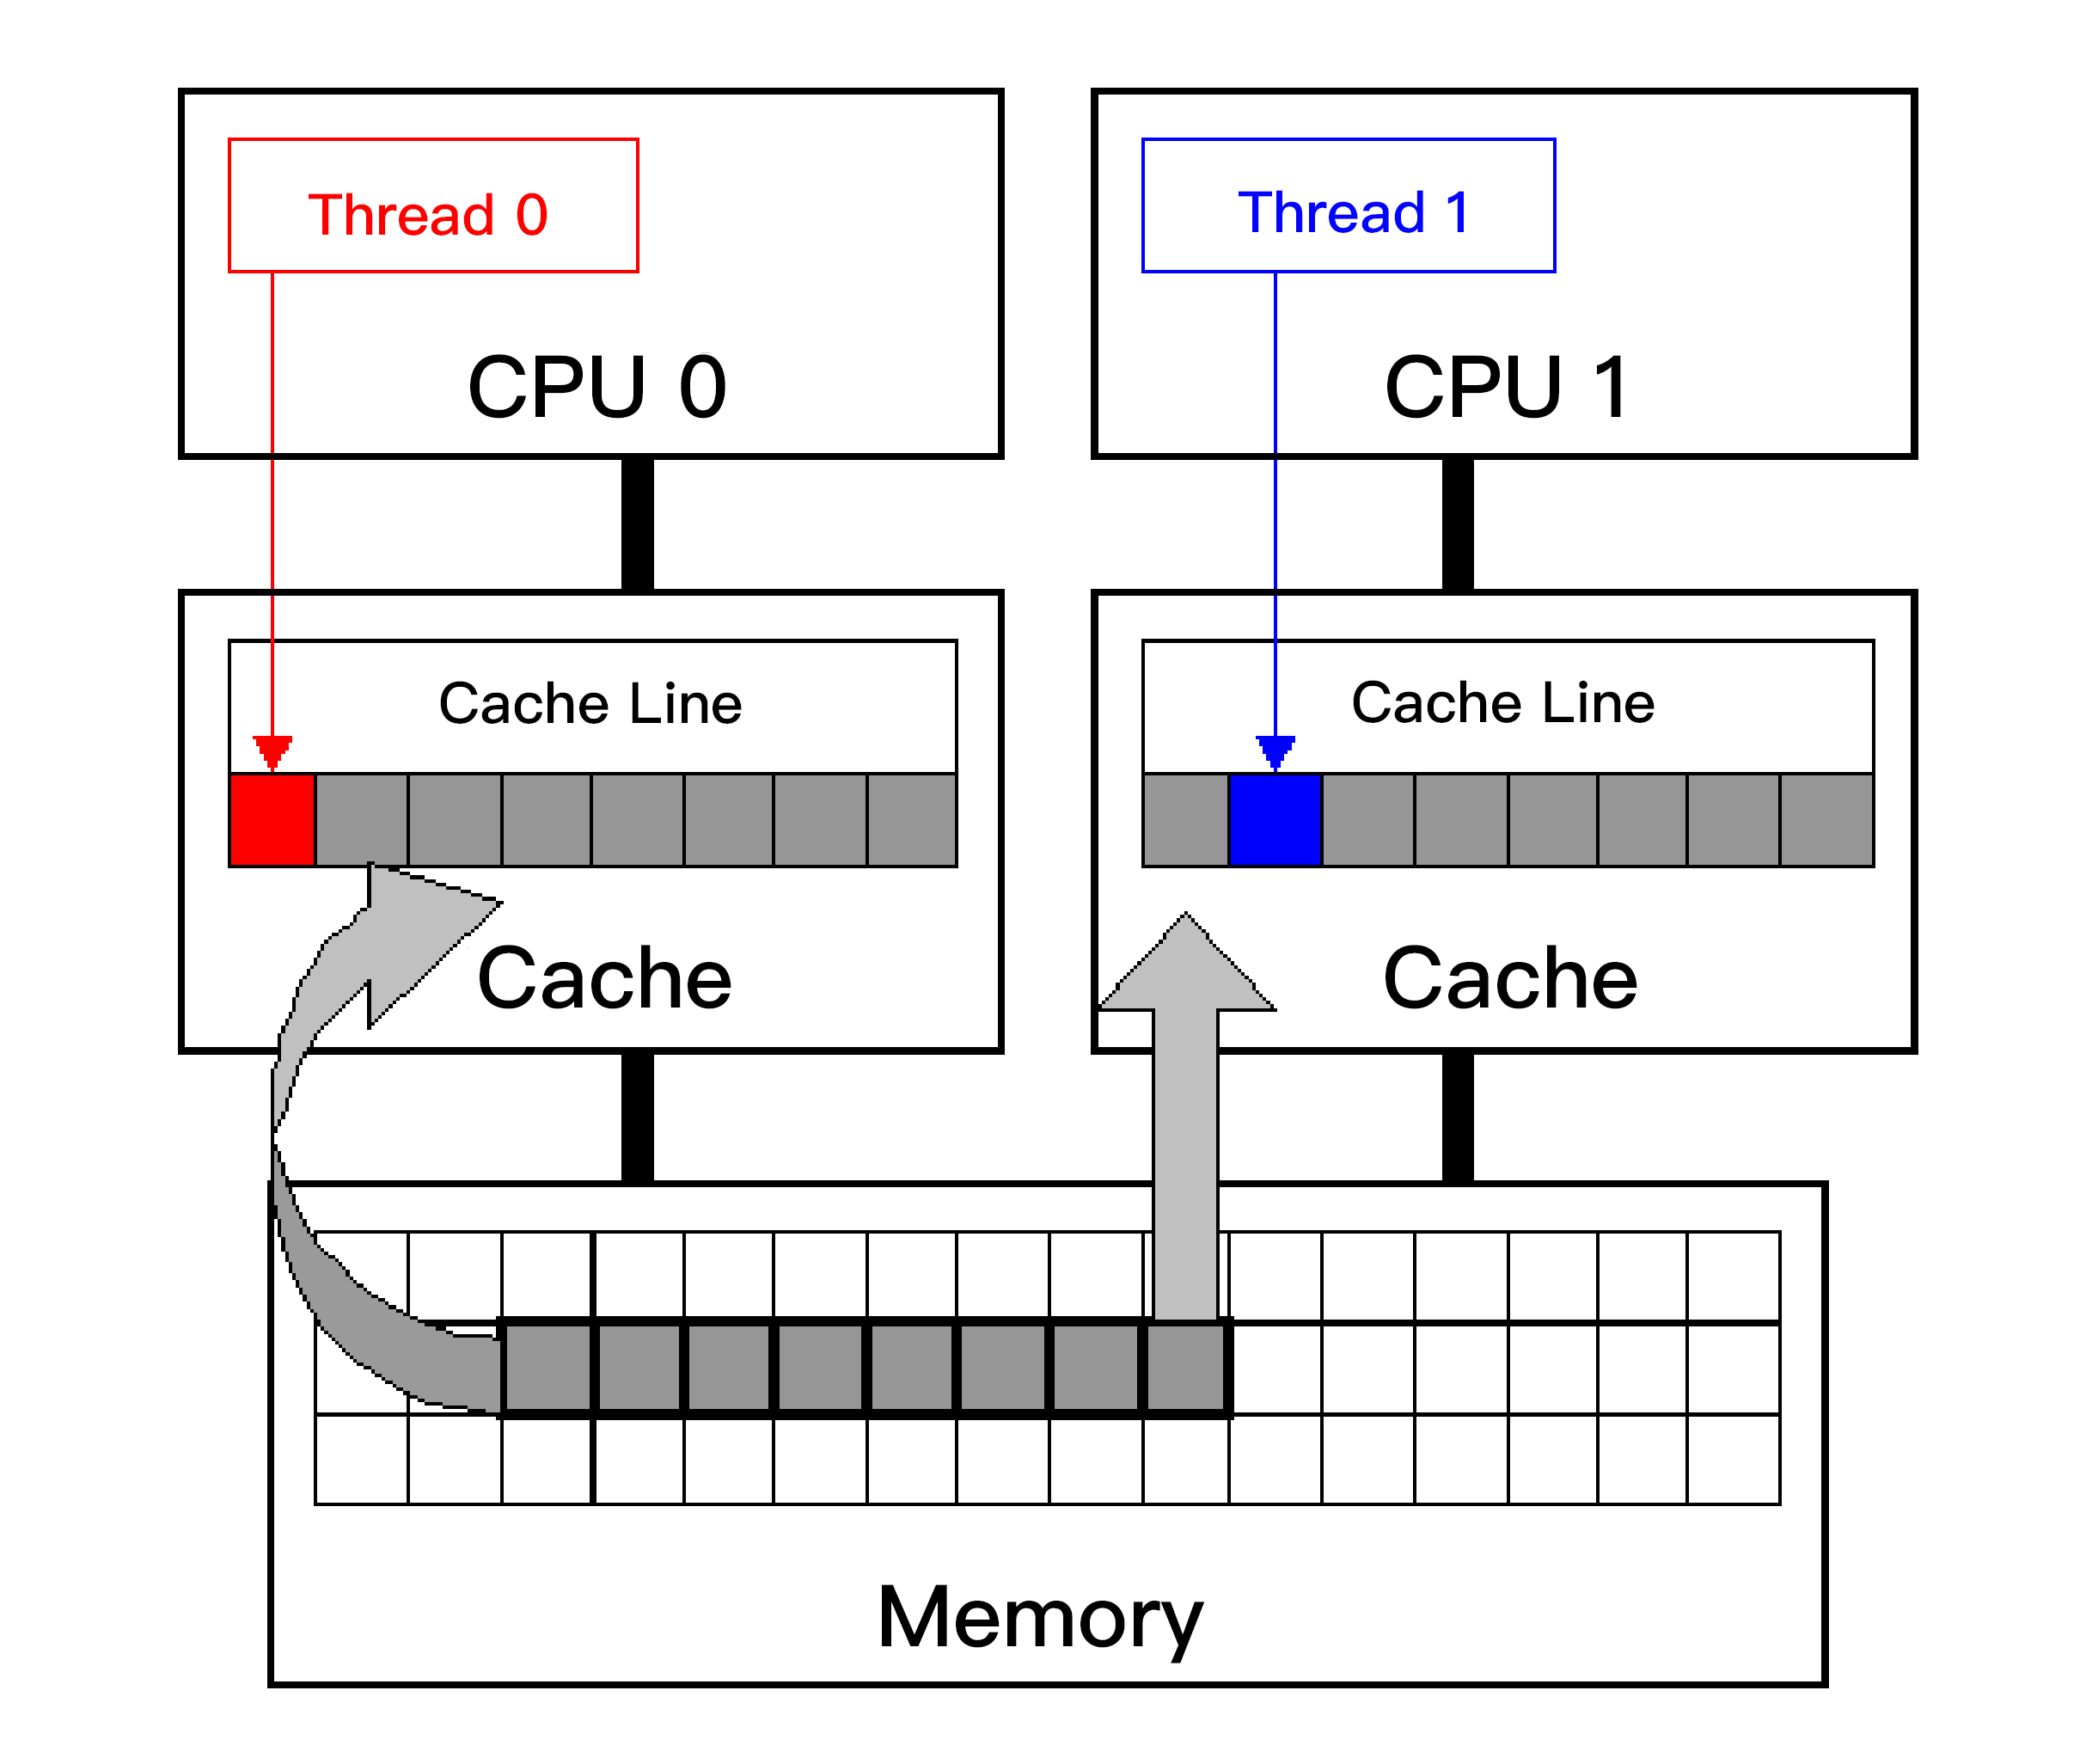 Thread 0
Thread 1
CPU 0
CPU 1
Cache Line
Cache Line
Cache
Cache
Memory